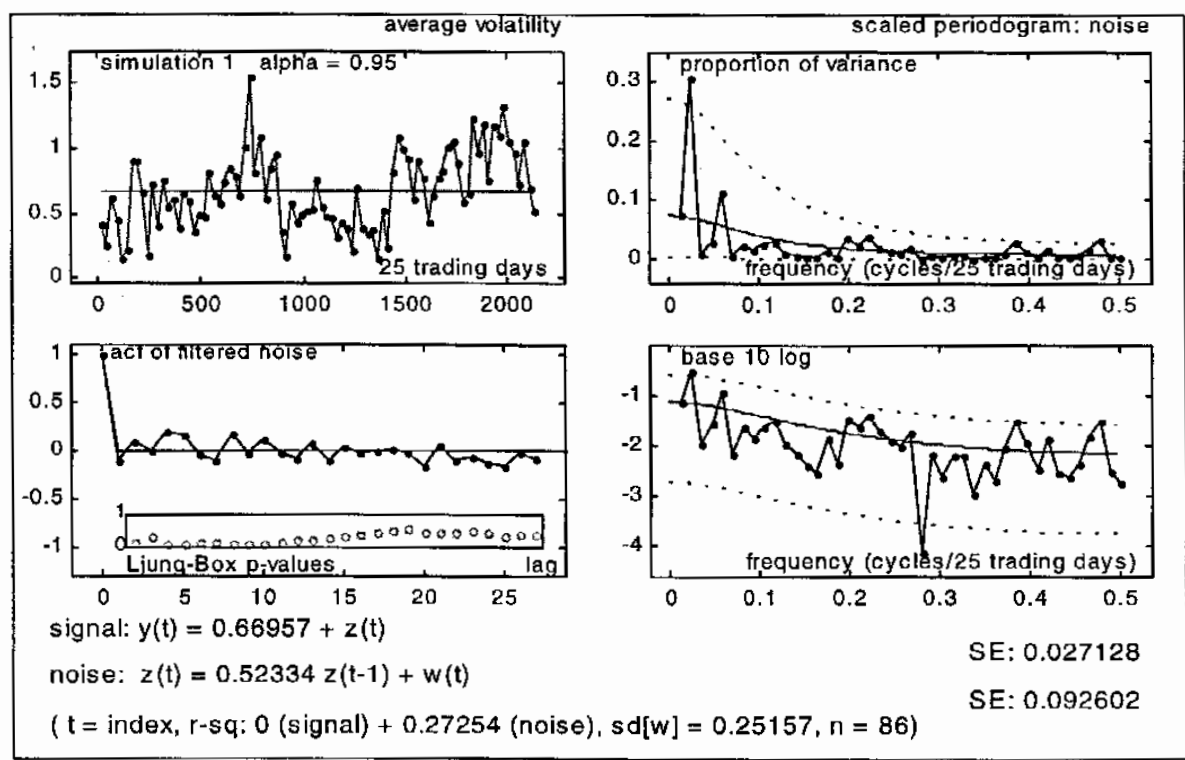 average volatility
scaled periodogram: noise
simulation 1 alpha = 0.95
1.5
1
0.5
0
25 trading days
0 500 1000 1500 2000
proportion of variance
0.3
0.2
0.1
0
frequency (cycles/25 trading days)
0 0.1 0.2 0.3 0.4 0.5
acf of filtered noise
1
0.5
0
-0.5
-1
1
0
Ljung-Box p-values
lag
0 5 10 15 20 25
base 10 log
-1
-2
-3
-4
frequency (cycles/25 trading days)
0 0.1 0.2 0.3 0.4 0.5
signal: y(t) = 0.66957 + z(t)
SE: 0.027128
noise: z(t) = 0.52334 z(t-1) + w(t)
SE: 0.092602
( t = index, r-sq: 0 (signal) + 0.27254 (noise), sd[w] = 0.25157, n = 86)